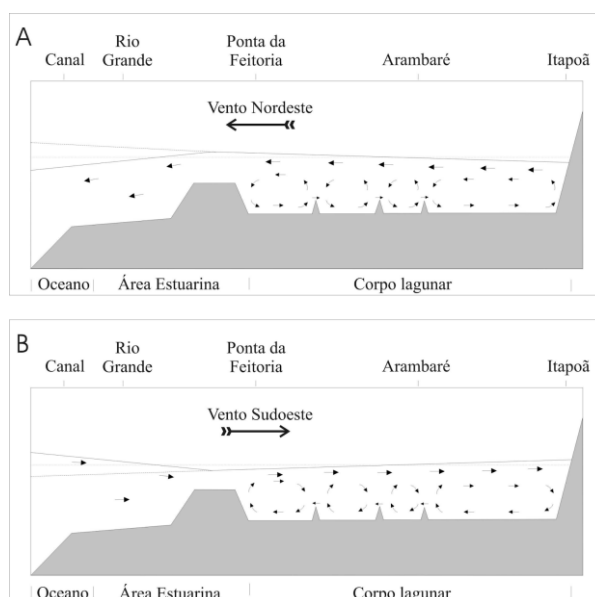 A
Canal Rio Grande Ponta da Feitoria Arambaré Itapoã
Vento Nordeste
Oceano Área Estuarina Corpo lagunar
B
Canal Rio Grande Ponta da Feitoria Arambaré Itapoã
Vento Sudoeste
Oceano Área Estuarina Corpo lagunar